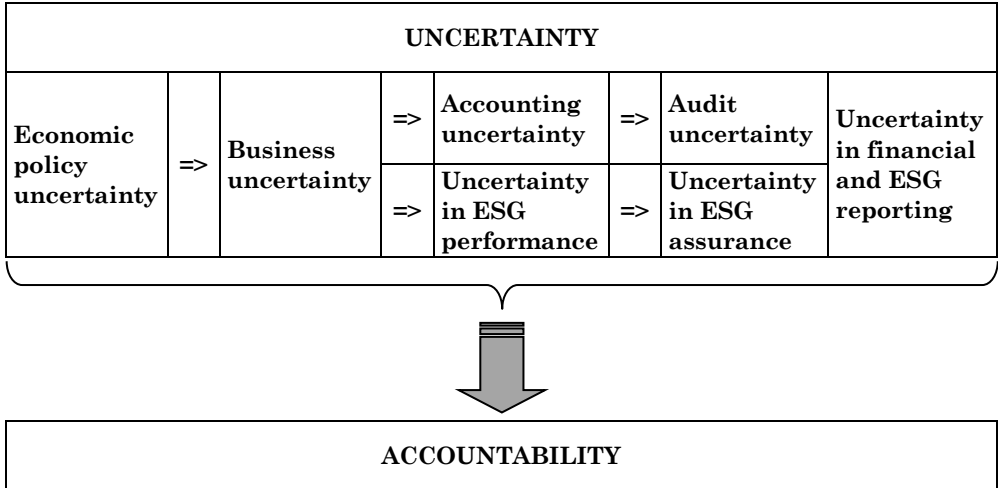 UNCERTAINTY
Economic
policy
uncertainty
=>
Business
uncertainty
=>
Accounting
uncertainty
=>
Audit
uncertainty
=>
Uncertainty
in ESG
performance
=>
Uncertainty
in ESG
assurance
Uncertainty
in financial
and ESG
reporting
ACCOUNTABILITY